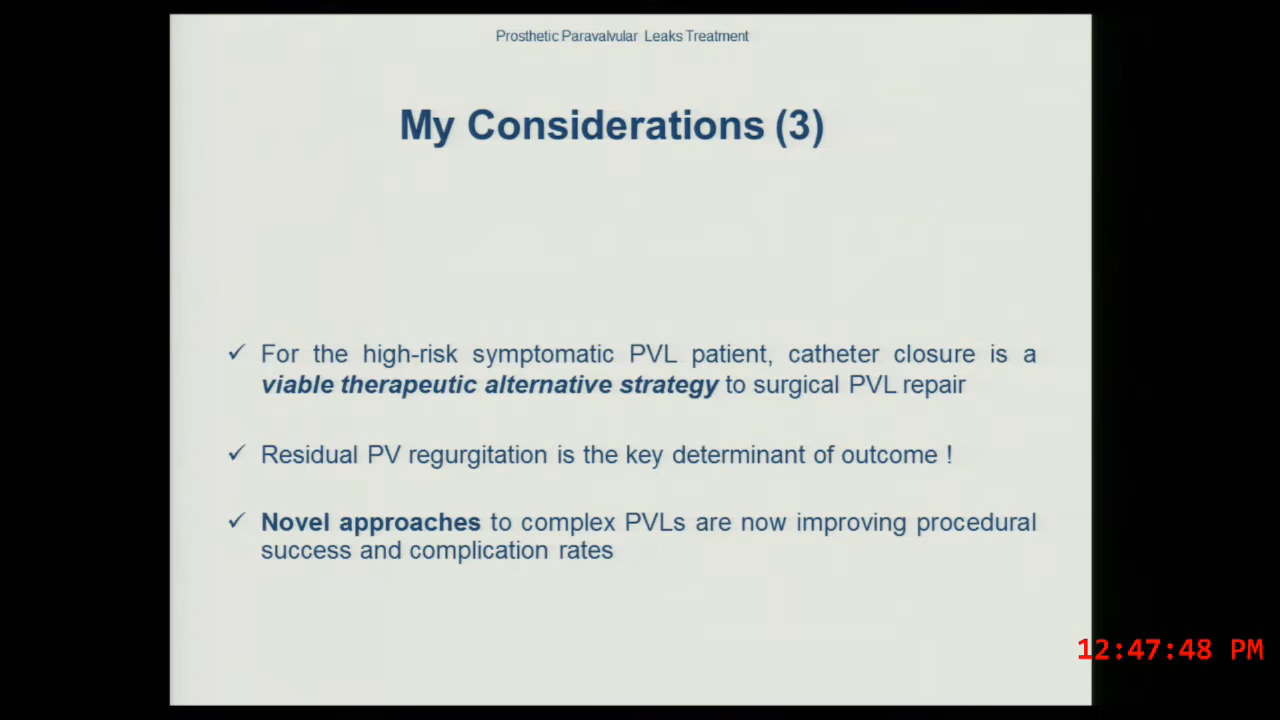 Prosthetic Paravalvular Leaks Treatment
My Considerations (3)
✓ For the high-risk symptomatic PVL patient, catheter closure is a
viable therapeutic alternative strategy to surgical PVL repair
✓ Residual PV regurgitation is the key determinant of outcome !
✓ Novel approaches to complex PVLs are now improving procedural
success and complication rates
12:47:48 PM